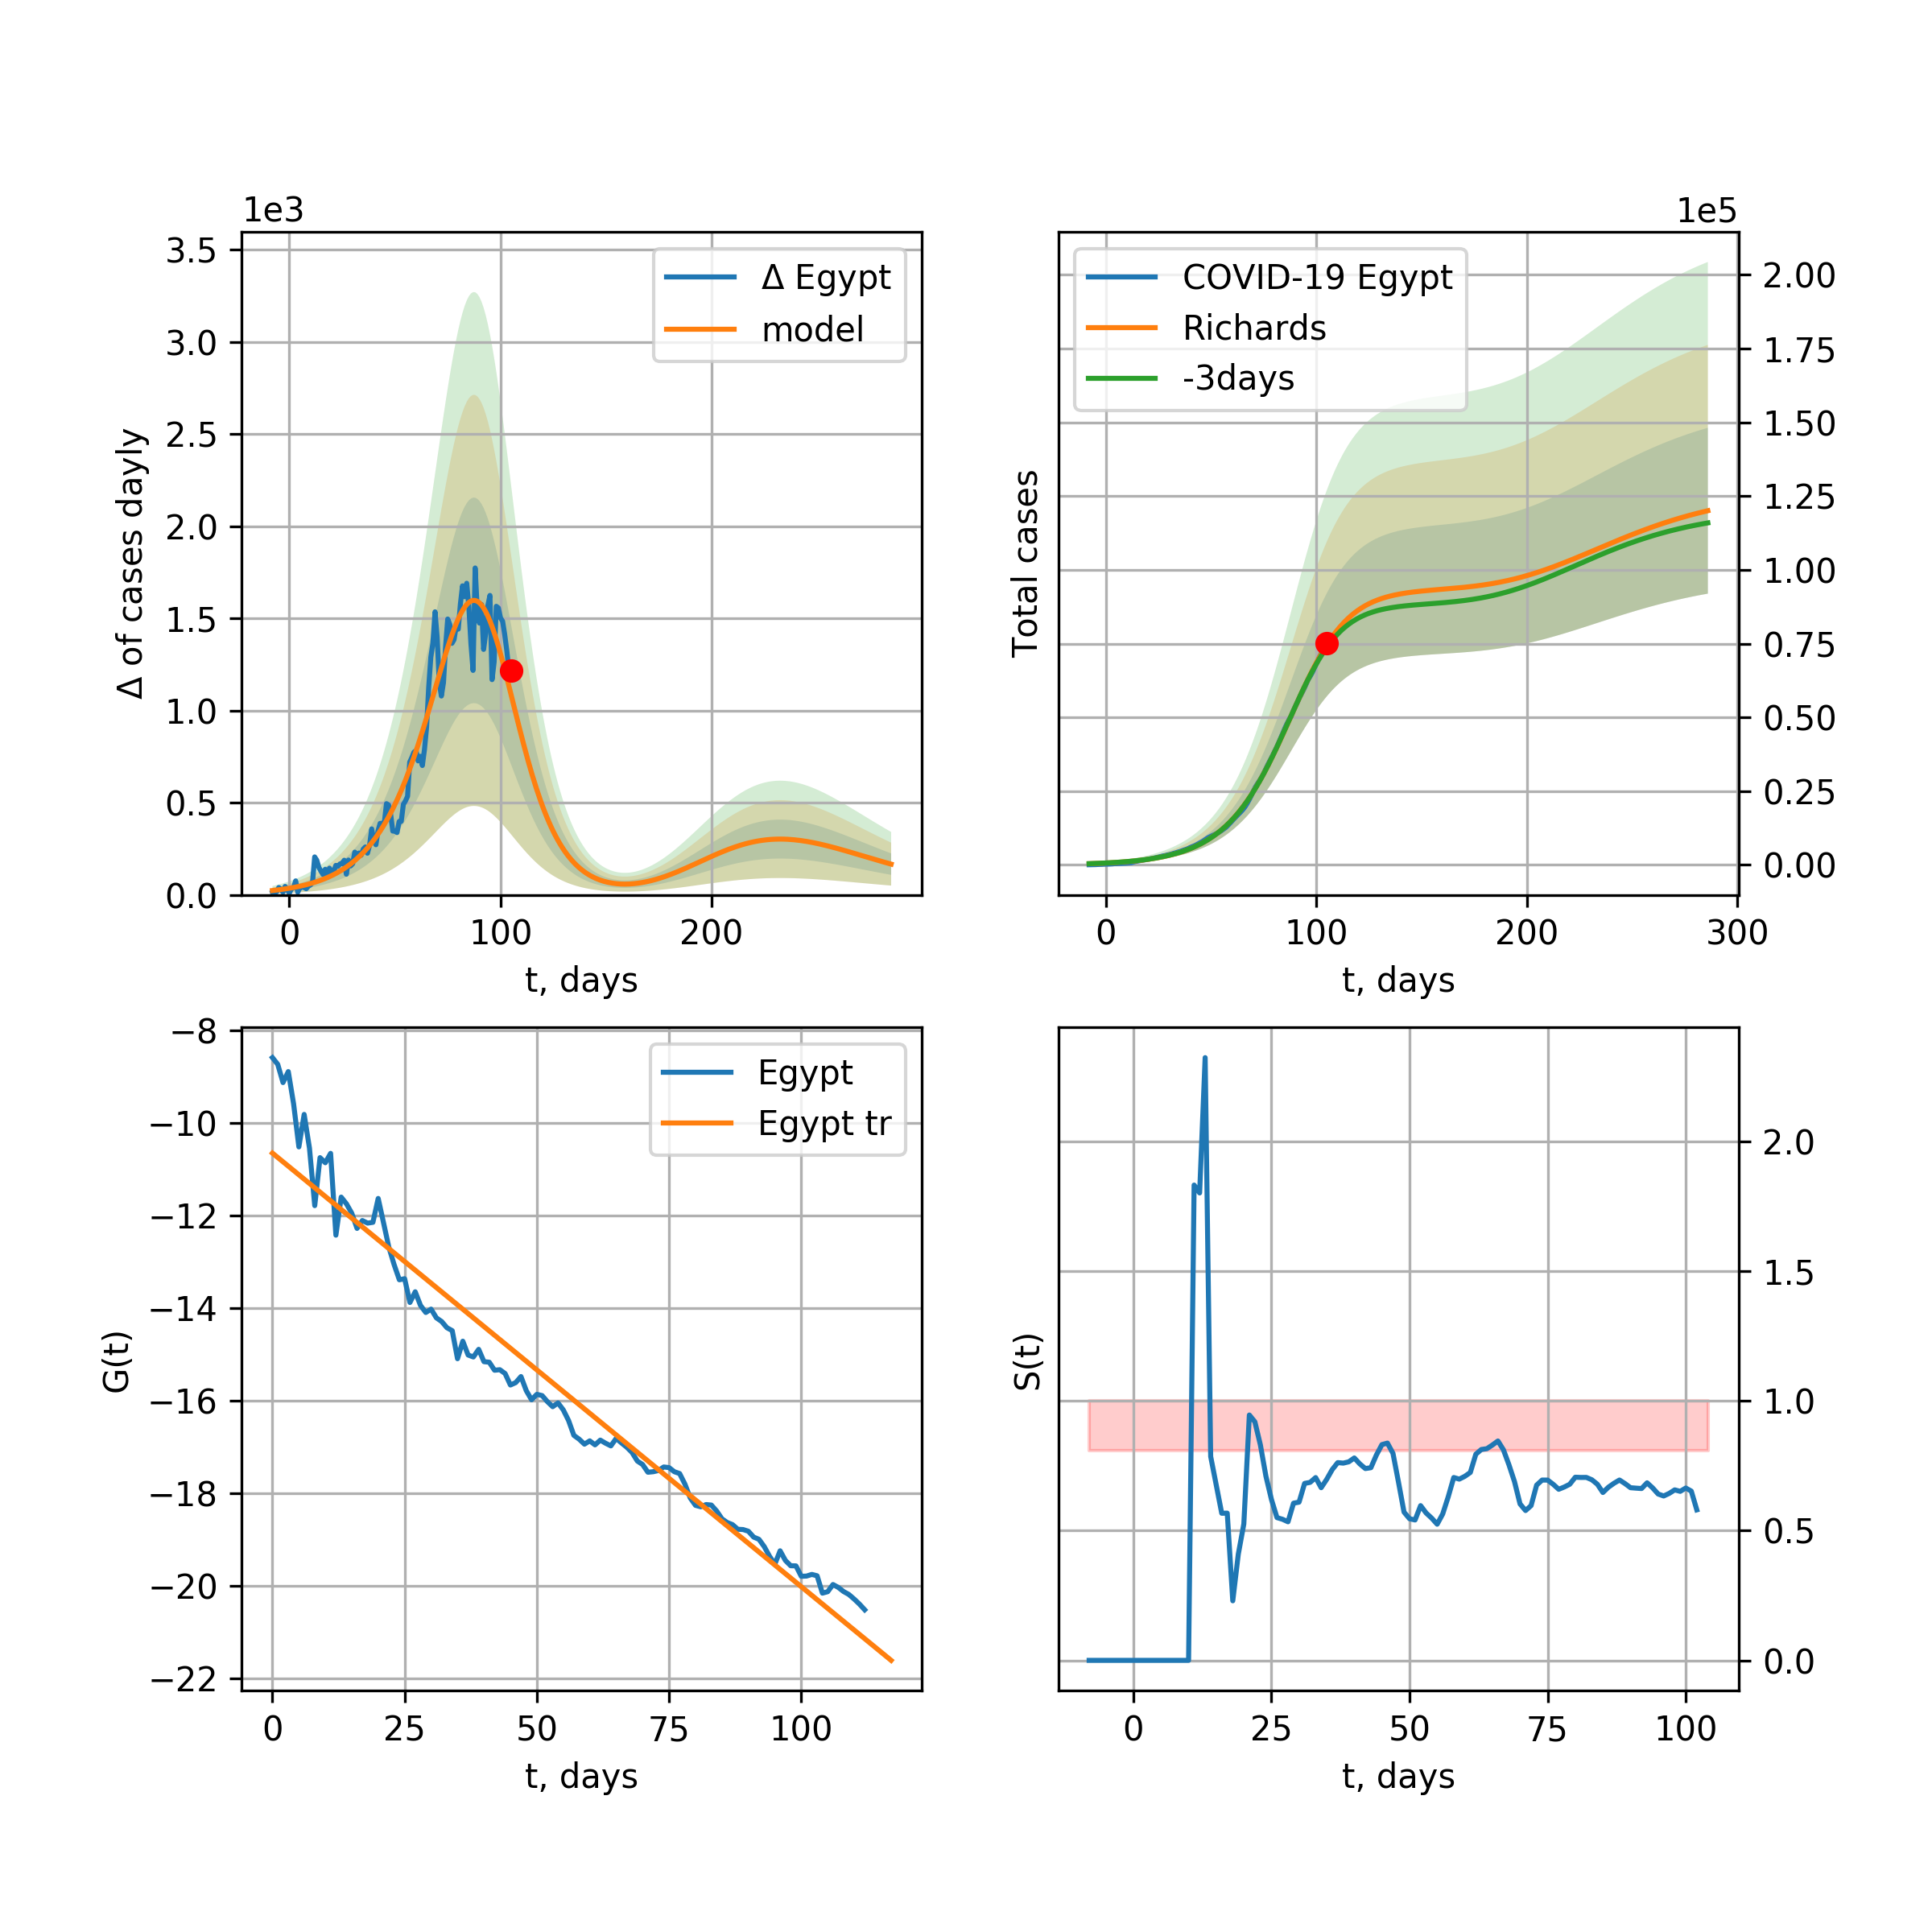 1e3
3.5
3.0
2.5
2.0
1.5
1.0
0.5
0.0
Δ of cases dayly
Δ Egypt
model
0 100 200
t, days
1e5
COVID-19 Egypt
Richards
-3days
Total cases
2.00
1.75
1.50
1.25
1.00
0.75
0.50
0.25
0.00
0 100 200 300
t, days
−8
−10
−12
−14
−16
−18
−20
−22
G(t)
Egypt
Egypt tr
0 25 50 75 100
t, days
S(t)
2.0
1.5
1.0
0.5
0.0
0 25 50 75 100
t, days